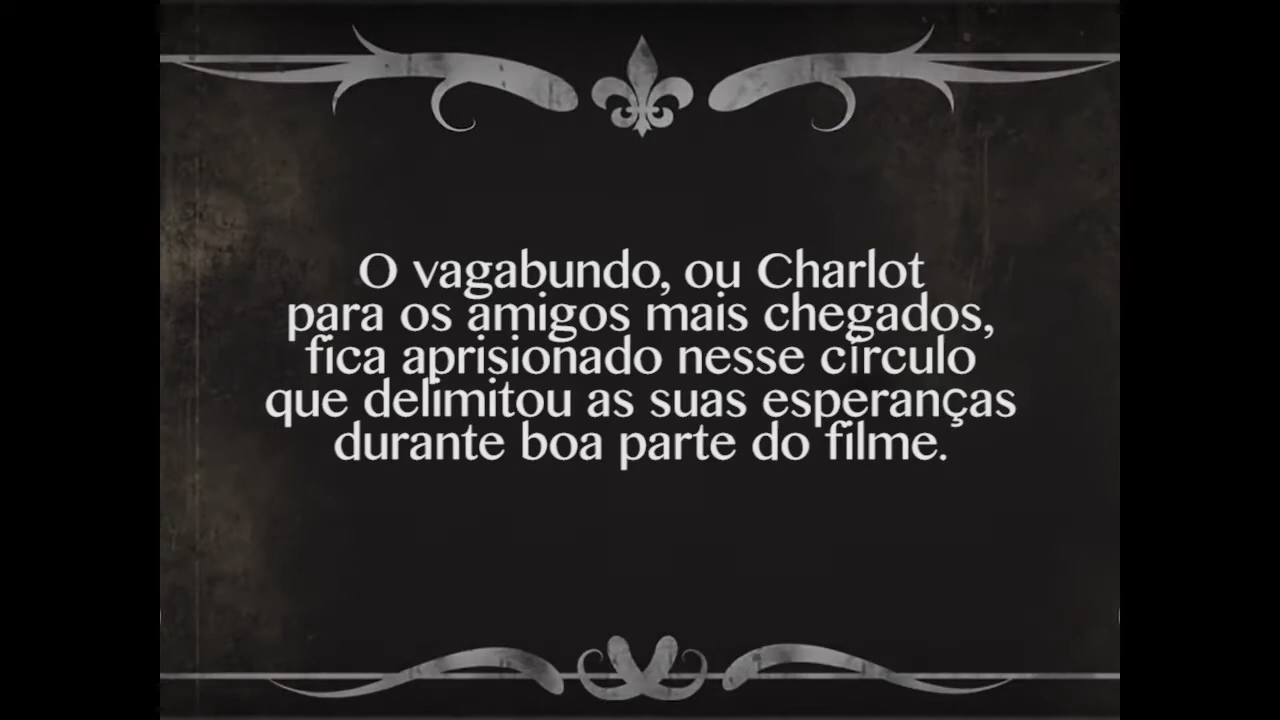 O vagabundo, ou Charlot
para os amigos mais chegados,
fica aprisionado nesse círculo
que delimitou as suas esperanças
durante boa parte do filme.